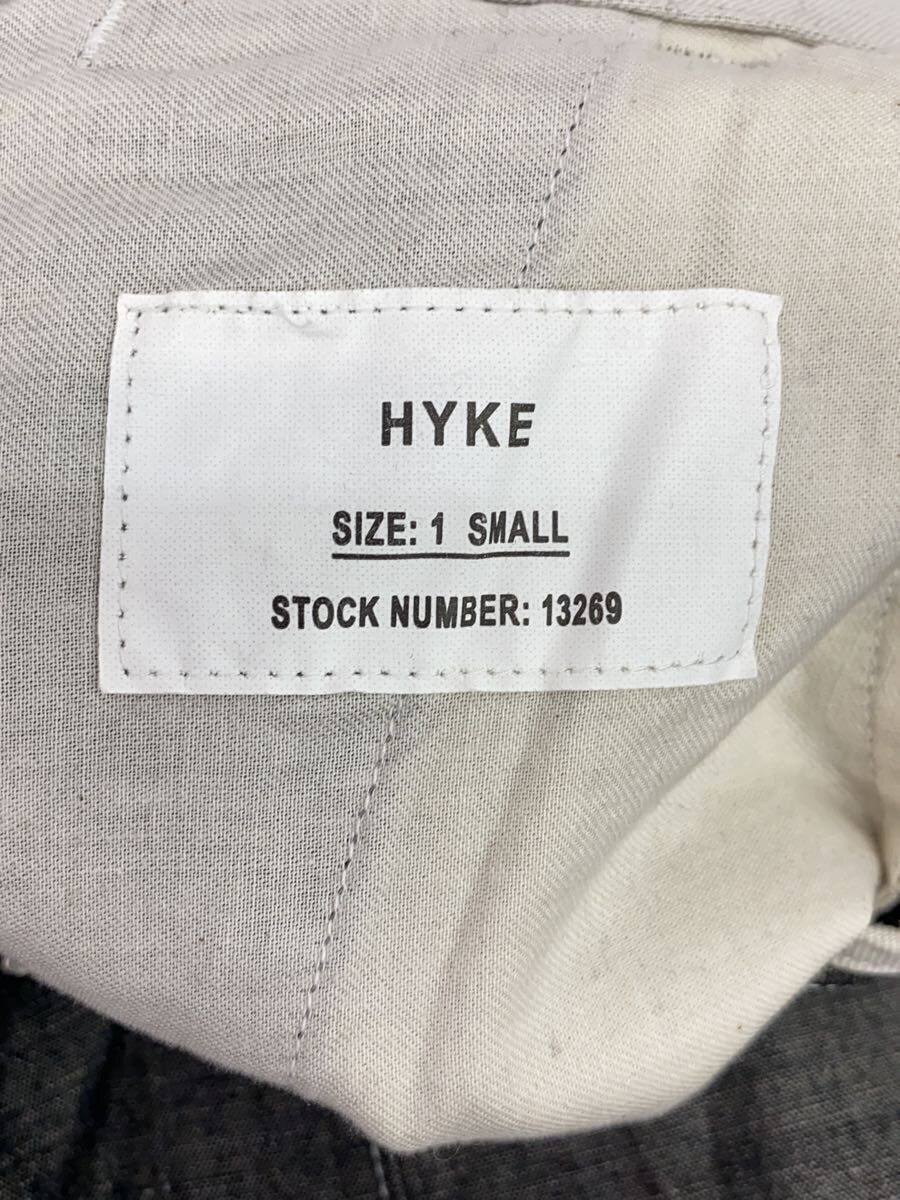 HYKE
SIZE: 1 SMALL
STOCK NUMBER: 13269